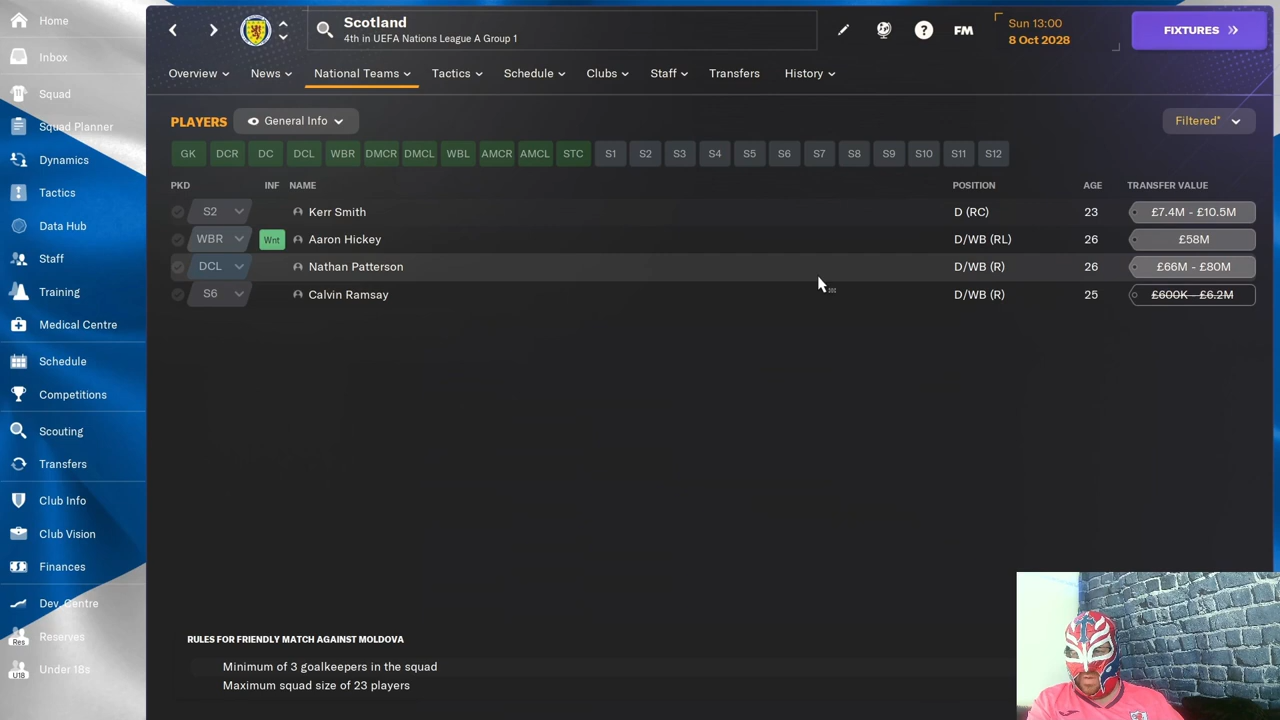 Home
Inbox
Squad
Squad Planner
Dynamics
Tactics
Data Hub
Staff
Training
Medical Centre
Schedule
Competitions
Scouting
Transfers
Club Info
Club Vision
Finances
Dev. Centre
Res Reserves
U18 Under 18s
Scotland
4th in UEFA Nations League A Group 1
? FM
Sun 13:00
8 Oct 2028
FIXTURES
Overview News National Teams Tactics Schedule Clubs Staff Transfers History
PLAYERS General Info Filtered*
GK DCR DC DCL WBR DMCR DMCL WBL AMCR AMCL STC S1 S2 S3 S4 S5 S6 S7 S8 S9 S10 S11 S12
PKD INF NAME POSITION AGE TRANSFER VALUE
S2 Kerr Smith D (RC) 23 £7.4M - £10.5M
WBR Wnt Aaron Hickey D/WB (RL) 26 £58M
DCL Nathan Patterson D/WB (R) 26 £66M - £80M
S6 Calvin Ramsay D/WB (R) 25 £600K - £6.2M
RULES FOR FRIENDLY MATCH AGAINST MOLDOVA
Minimum of 3 goalkeepers in the squad
Maximum squad size of 23 players